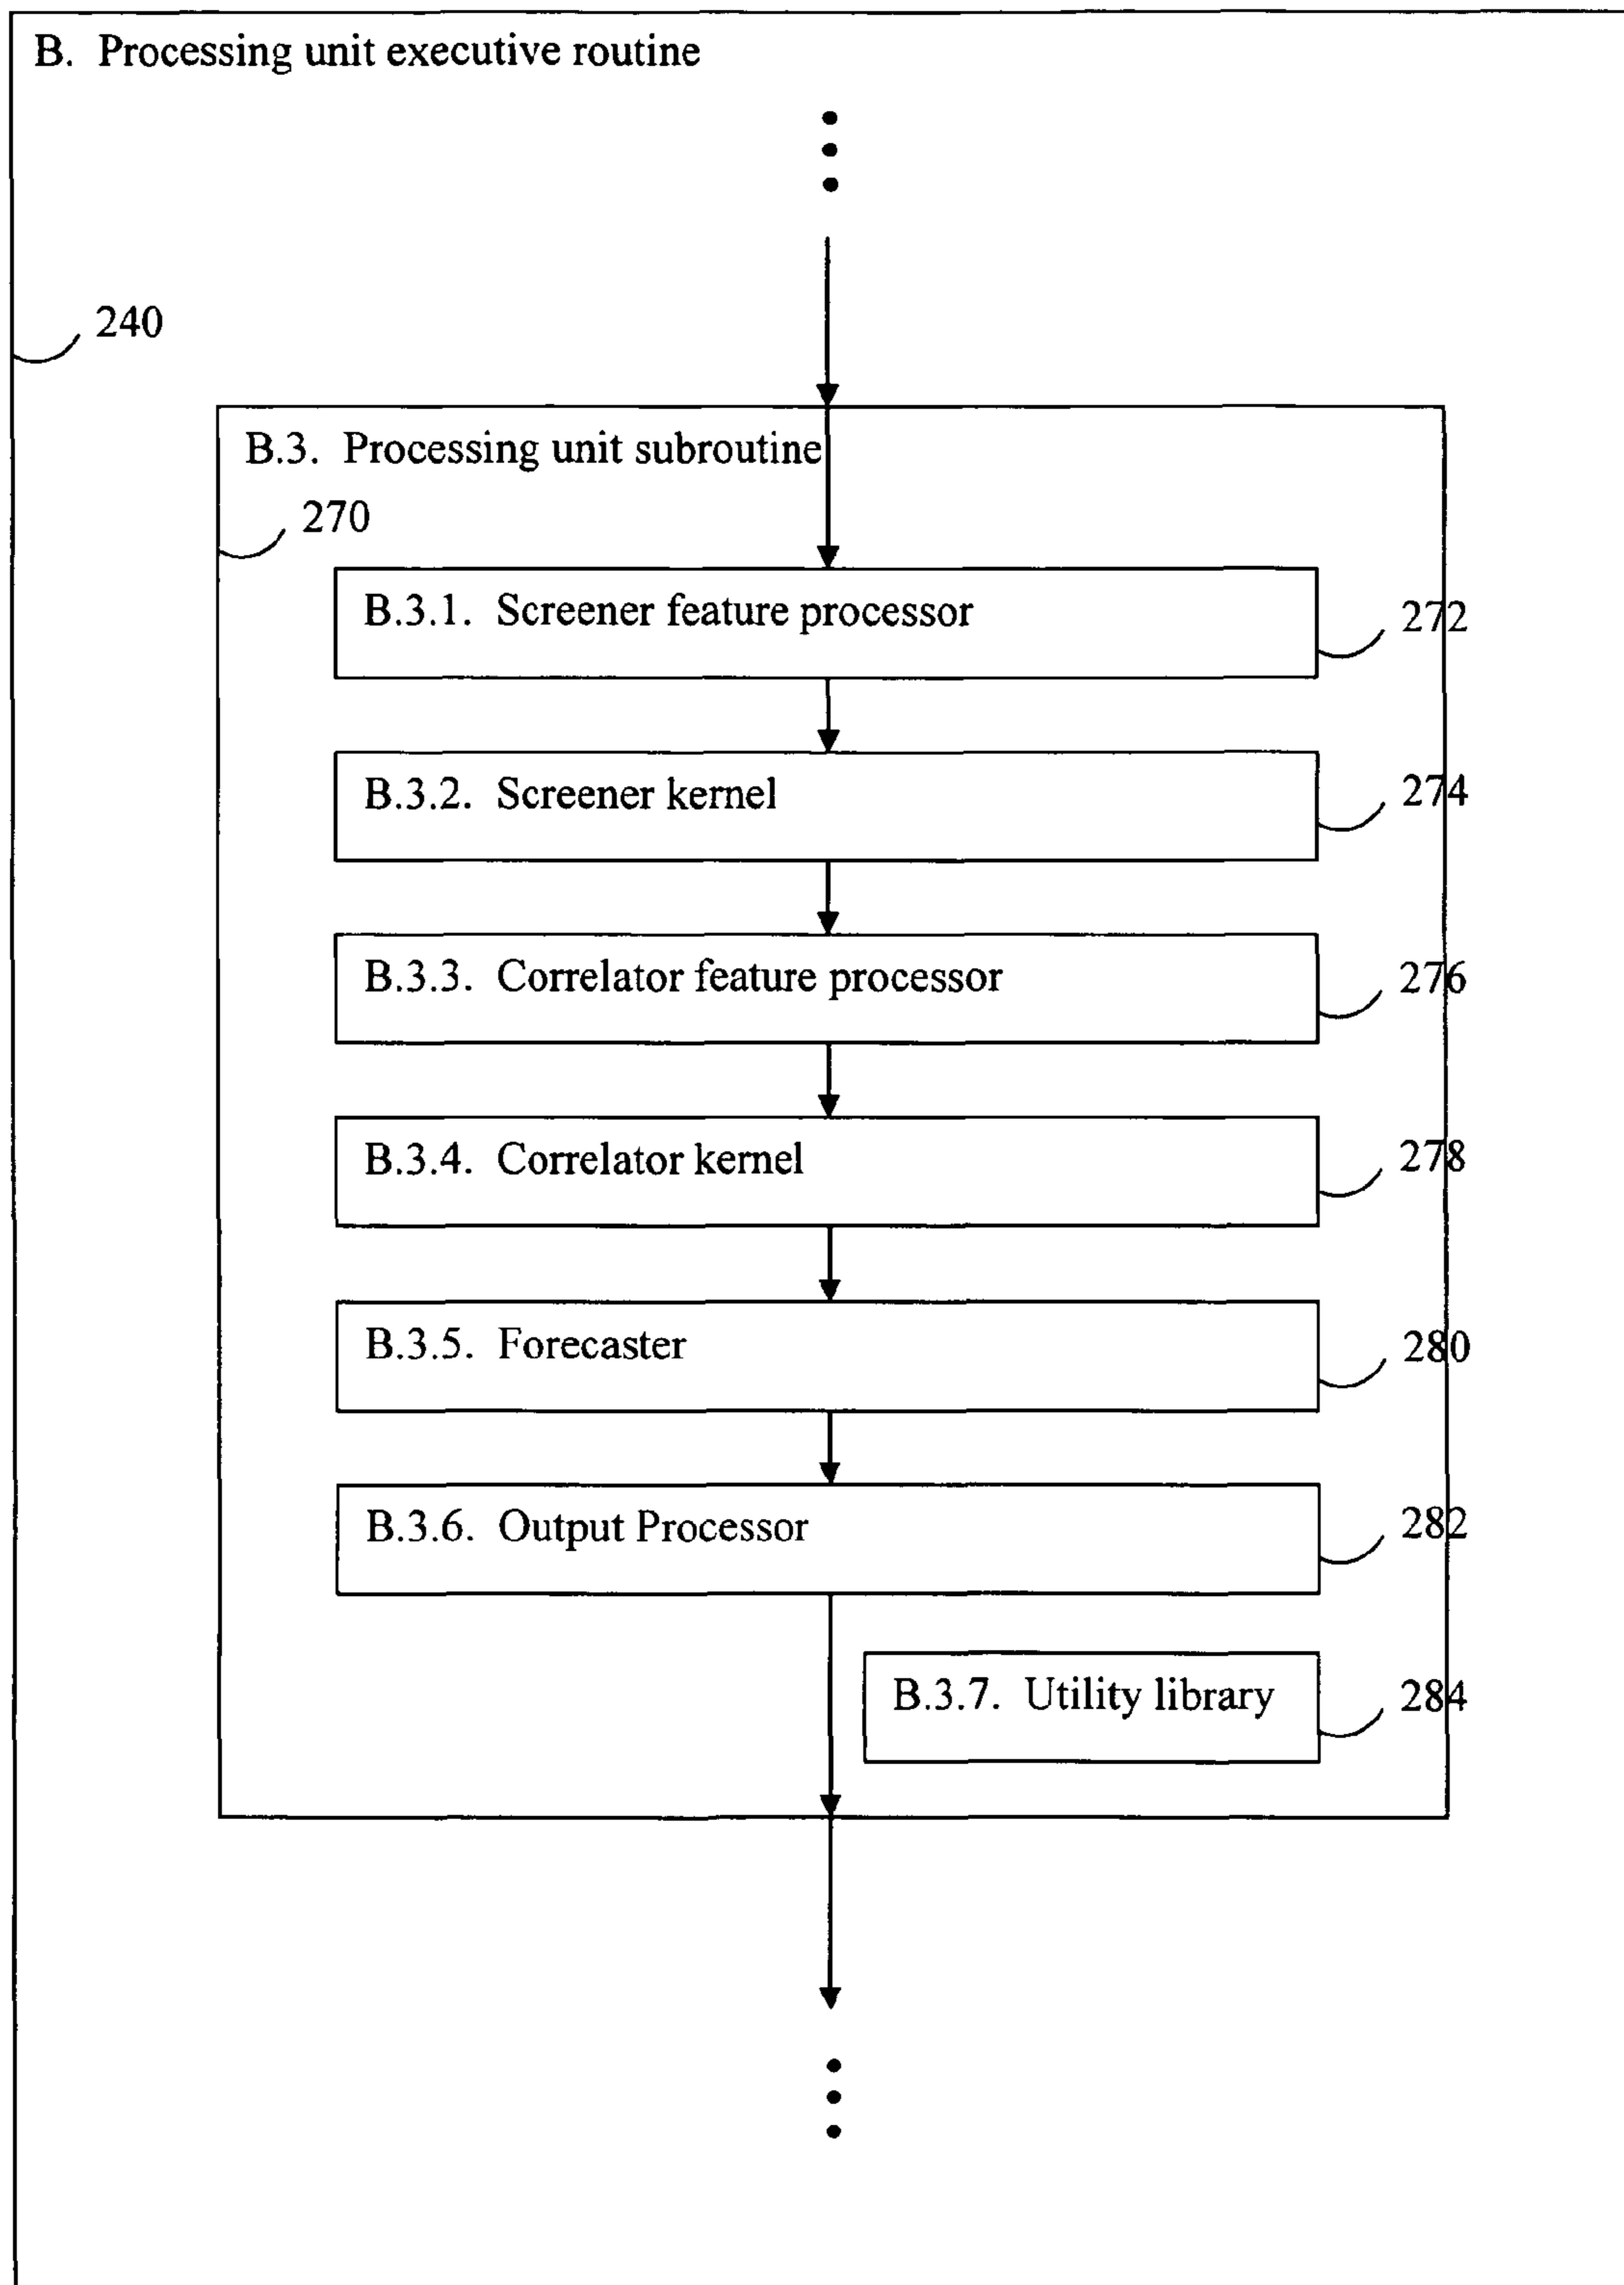 B. Processing unit executive routine
240
B.3. Processing unit subroutine
270
B.3.1. Screener feature processor
272
B.3.2. Screener kernel
274
B.3.3. Correlator feature processor
276
B.3.4. Correlator kernel
278
B.3.5. Forecaster
280
B.3.6. Output Processor
282
B.3.7. Utility library
284